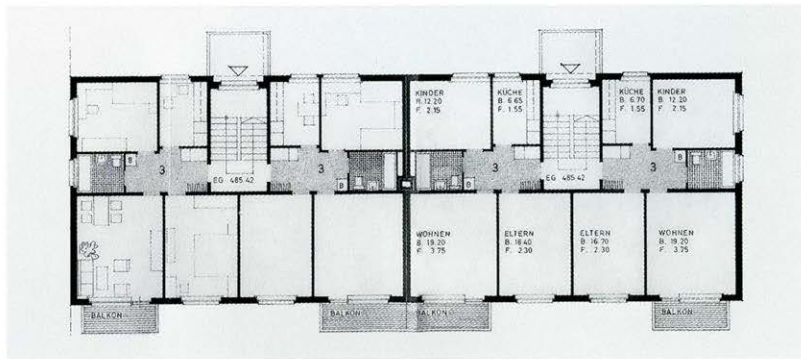 KINDER
B. 12.20
F. 2.15
KÜCHE
B. 6.65
F. 1.55
KÜCHE
B. 6.70
F. 1.55
KINDER
B. 12.20
F. 2.15
3
B
EG 485.42
3
B
B
3
EG 485.42
3
B
WOHNEN
B. 19.20
F. 3.75
ELTERN
B. 16.40
F. 2.30
ELTERN
B. 16.70
F. 2.30
WOHNEN
B. 19.20
F. 3.75
BALKON
BALKON
BALKON
BALKON